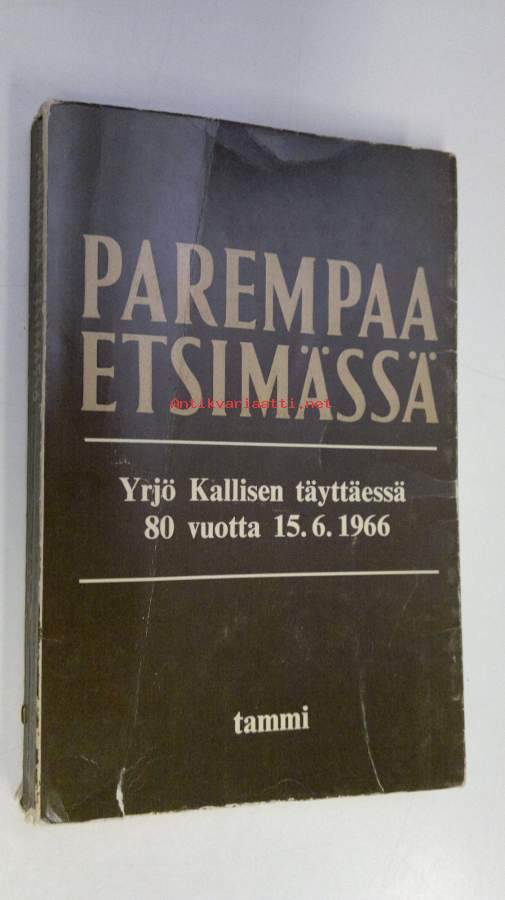 PAREMPAA
ETSIMÄSSÄ
Antikvariaatti.net
Yrjö Kallisen täyttäessä
80 vuotta 15.6.1966
tammi